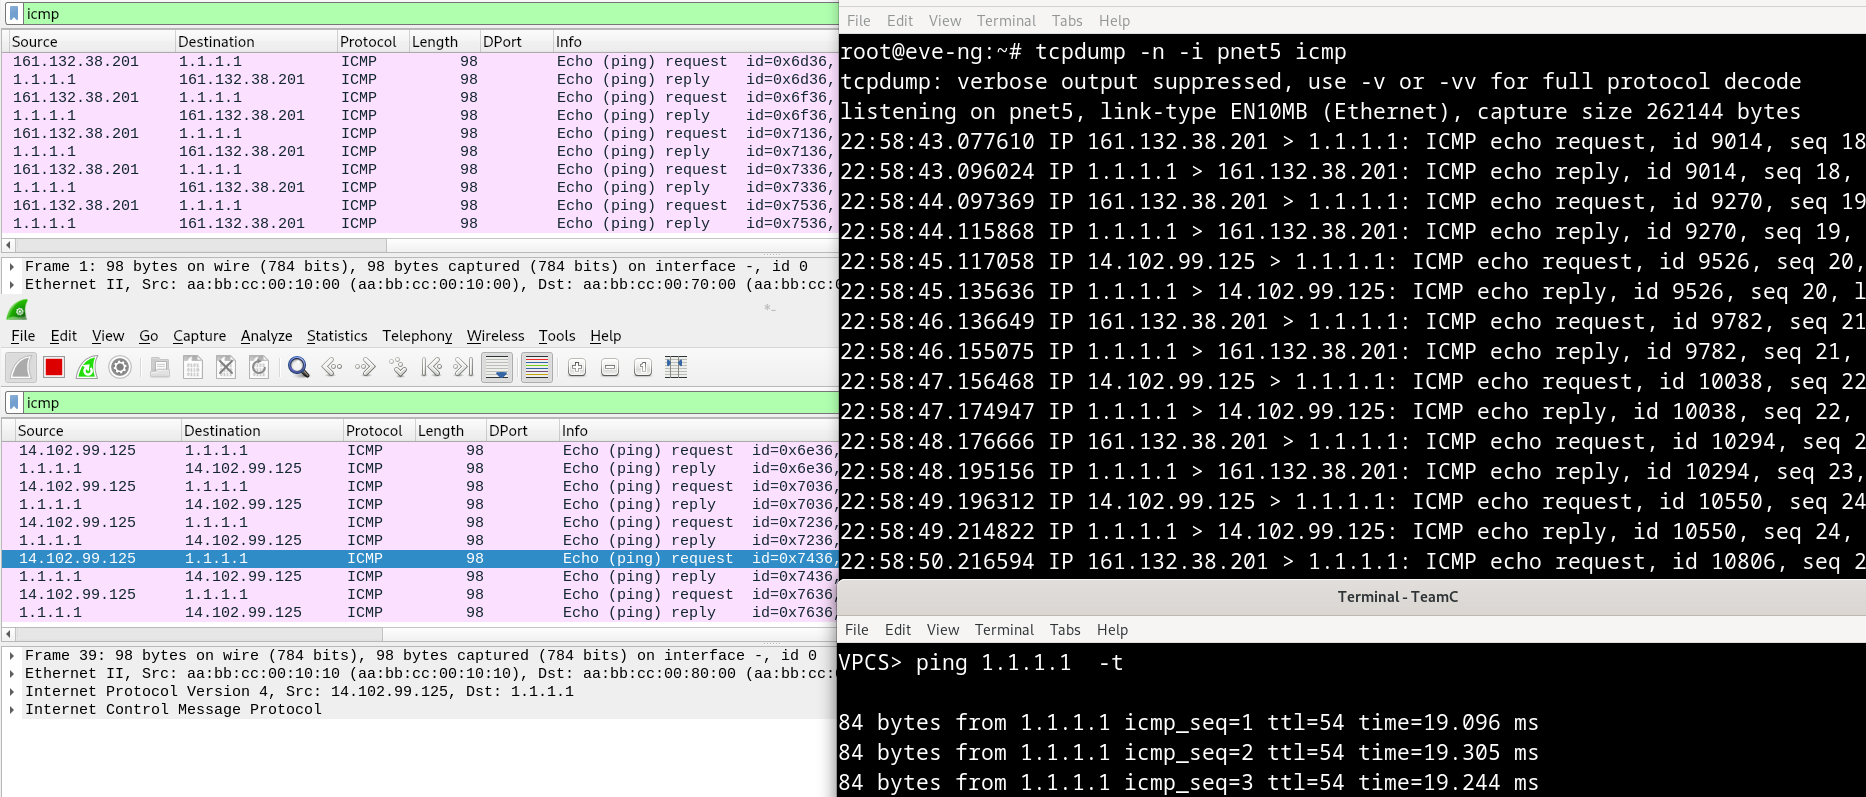 icmp
Source Destination Protocol Length DPort Info
161.132.38.201 1.1.1.1 ICMP 98 Echo (ping) request id=0x6d36,
1.1.1.1 161.132.38.201 ICMP 98 Echo (ping) reply id=0x6d36,
161.132.38.201 1.1.1.1 ICMP 98 Echo (ping) request id=0x6f36,
1.1.1.1 161.132.38.201 ICMP 98 Echo (ping) reply id=0x6f36,
161.132.38.201 1.1.1.1 ICMP 98 Echo (ping) request id=0x7136,
1.1.1.1 161.132.38.201 ICMP 98 Echo (ping) reply id=0x7136,
161.132.38.201 1.1.1.1 ICMP 98 Echo (ping) request id=0x7336,
1.1.1.1 161.132.38.201 ICMP 98 Echo (ping) reply id=0x7336,
161.132.38.201 1.1.1.1 ICMP 98 Echo (ping) request id=0x7536,
1.1.1.1 161.132.38.201 ICMP 98 Echo (ping) reply id=0x7536,
Frame 1: 98 bytes on wire (784 bits), 98 bytes captured (784 bits) on interface -, id 0
Ethernet II, Src: aa:bb:cc:00:10:00 (aa:bb:cc:00:10:00), Dst: aa:bb:cc:00:70:00 (aa:bb:cc:0
*-
File Edit View Go Capture Analyze Statistics Telephony Wireless Tools Help
icmp
Source Destination Protocol Length DPort Info
14.102.99.125 1.1.1.1 ICMP 98 Echo (ping) request id=0x6e36,
1.1.1.1 14.102.99.125 ICMP 98 Echo (ping) reply id=0x6e36,
14.102.99.125 1.1.1.1 ICMP 98 Echo (ping) request id=0x7036,
1.1.1.1 14.102.99.125 ICMP 98 Echo (ping) reply id=0x7036,
14.102.99.125 1.1.1.1 ICMP 98 Echo (ping) request id=0x7236,
1.1.1.1 14.102.99.125 ICMP 98 Echo (ping) reply id=0x7236,
14.102.99.125 1.1.1.1 ICMP 98 Echo (ping) request id=0x7436,
1.1.1.1 14.102.99.125 ICMP 98 Echo (ping) reply id=0x7436,
14.102.99.125 1.1.1.1 ICMP 98 Echo (ping) request id=0x7636,
1.1.1.1 14.102.99.125 ICMP 98 Echo (ping) reply id=0x7636,
Frame 39: 98 bytes on wire (784 bits), 98 bytes captured (784 bits) on interface -, id 0
Ethernet II, Src: aa:bb:cc:00:10:10 (aa:bb:cc:00:10:10), Dst: aa:bb:cc:00:80:00 (aa:bb:cc:
Internet Protocol Version 4, Src: 14.102.99.125, Dst: 1.1.1.1
Internet Control Message Protocol
File Edit View Terminal Tabs Help
root@eve-ng:~# tcpdump -n -i pnet5 icmp
tcpdump: verbose output suppressed, use -v or -vv for full protocol decode
listening on pnet5, link-type EN10MB (Ethernet), capture size 262144 bytes
22:58:43.077610 IP 161.132.38.201 > 1.1.1.1: ICMP echo request, id 9014, seq 18
22:58:43.096024 IP 1.1.1.1 > 161.132.38.201: ICMP echo reply, id 9014, seq 18,
22:58:44.097369 IP 161.132.38.201 > 1.1.1.1: ICMP echo request, id 9270, seq 19
22:58:44.115868 IP 1.1.1.1 > 161.132.38.201: ICMP echo reply, id 9270, seq 19,
22:58:45.117058 IP 14.102.99.125 > 1.1.1.1: ICMP echo request, id 9526, seq 20,
22:58:45.135636 IP 1.1.1.1 > 14.102.99.125: ICMP echo reply, id 9526, seq 20, l
22:58:46.136649 IP 161.132.38.201 > 1.1.1.1: ICMP echo request, id 9782, seq 21
22:58:46.155075 IP 1.1.1.1 > 161.132.38.201: ICMP echo reply, id 9782, seq 21,
22:58:47.156468 IP 14.102.99.125 > 1.1.1.1: ICMP echo request, id 10038, seq 22
22:58:47.174947 IP 1.1.1.1 > 14.102.99.125: ICMP echo reply, id 10038, seq 22,
22:58:48.176666 IP 161.132.38.201 > 1.1.1.1: ICMP echo request, id 10294, seq 2
22:58:48.195156 IP 1.1.1.1 > 161.132.38.201: ICMP echo reply, id 10294, seq 23,
22:58:49.196312 IP 14.102.99.125 > 1.1.1.1: ICMP echo request, id 10550, seq 24
22:58:49.214822 IP 1.1.1.1 > 14.102.99.125: ICMP echo reply, id 10550, seq 24,
22:58:50.216594 IP 161.132.38.201 > 1.1.1.1: ICMP echo request, id 10806, seq 2
Terminal - TeamC
File Edit View Terminal Tabs Help
VPCS> ping 1.1.1.1 -t
84 bytes from 1.1.1.1 icmp_seq=1 ttl=54 time=19.096 ms
84 bytes from 1.1.1.1 icmp_seq=2 ttl=54 time=19.305 ms
84 bytes from 1.1.1.1 icmp_seq=3 ttl=54 time=19.244 ms